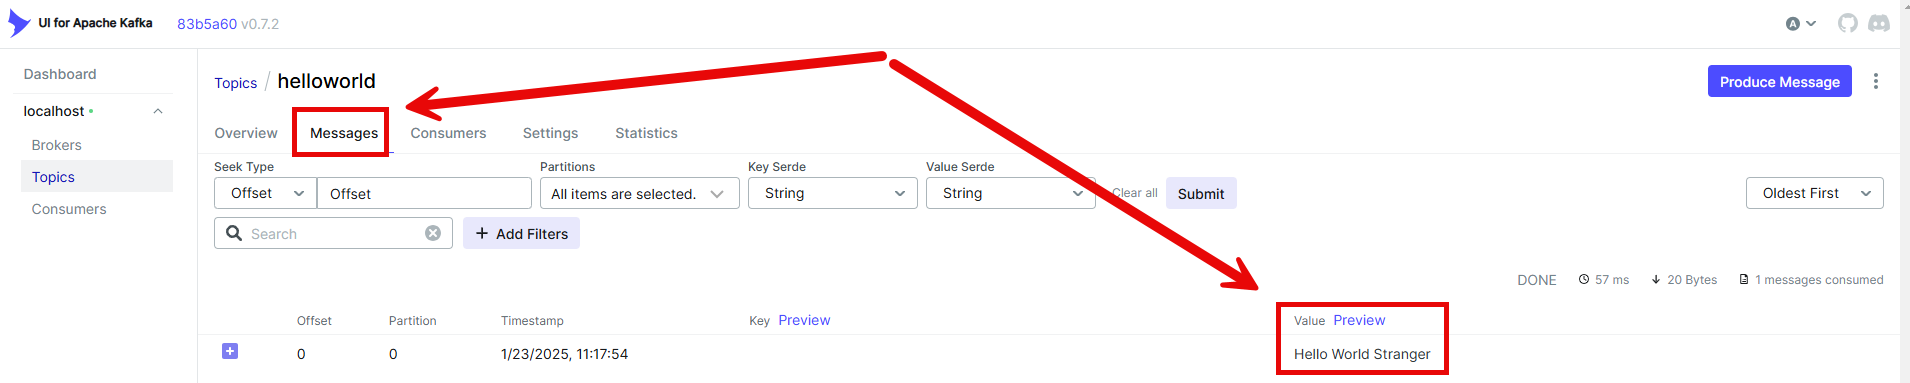 UI for Apache Kafka 83b5a60 v0.7.2 A
Dashboard
localhost
Brokers
Topics
Consumers
Topics / helloworld
Produce Message
Overview Messages Consumers Settings Statistics
Seek Type Partitions Key Serde Value Serde
Offset Offset All items are selected. String String Clear all Submit Oldest First
Search + Add Filters
DONE 57 ms 20 Bytes 1 messages consumed
Offset Partition Timestamp Key Preview Value Preview
0 0 1/23/2025, 11:17:54 Hello World Stranger